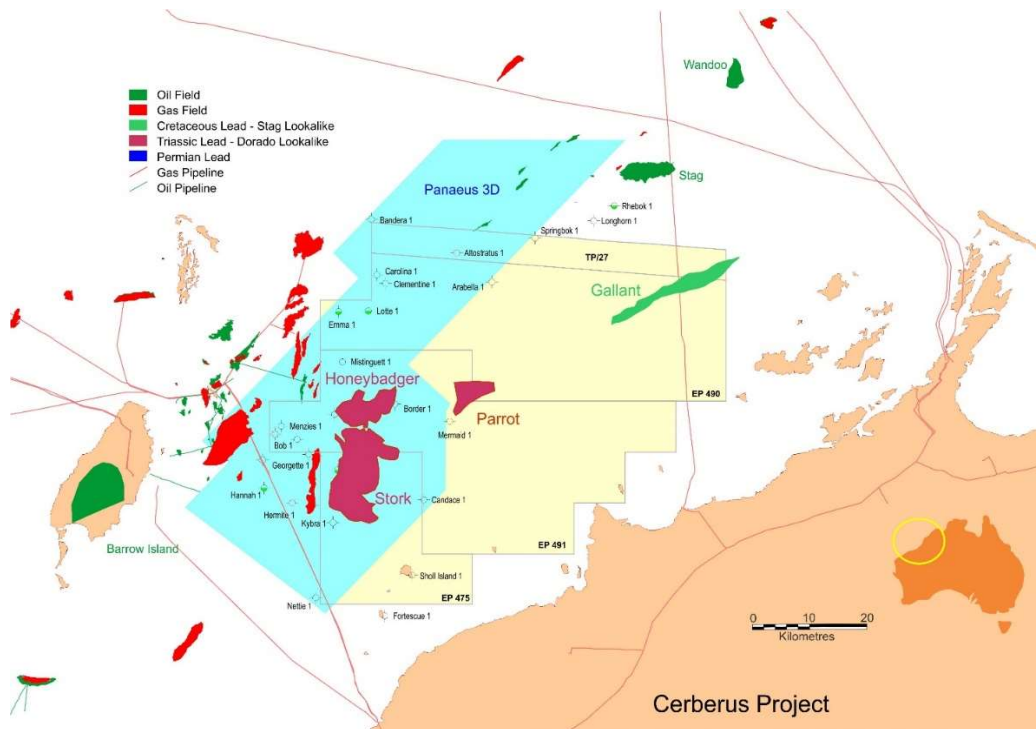 Wandoo
Oil Field
Gas Field
Cretaceous Lead - Stag Lookalike
Triassic Lead - Dorado Lookalike
Permian Lead
Gas Pipeline
Oil Pipeline
Panaeus 3D
Stag
Rhebok 1
Bandera 1
Longhorn 1
Springbok 1
Altostratus 1
TP/27
Carolina 1
Clementine 1
Arabella 1
Gallant
Emma 1
Lotte 1
Mistinguett 1
Honeybadger
EP 490
Border 1
Parrot
Menzies 1
Mermaid 1
Bob 1
Georgette 1
Hannah 1
Stork
Candace 1
Hermite 1
Kybra 1
Barrow Island
EP 491
Sholl Island 1
Nettie 1
EP 475
Fortescue 1
0 10 20
Kilometres
Cerberus Project